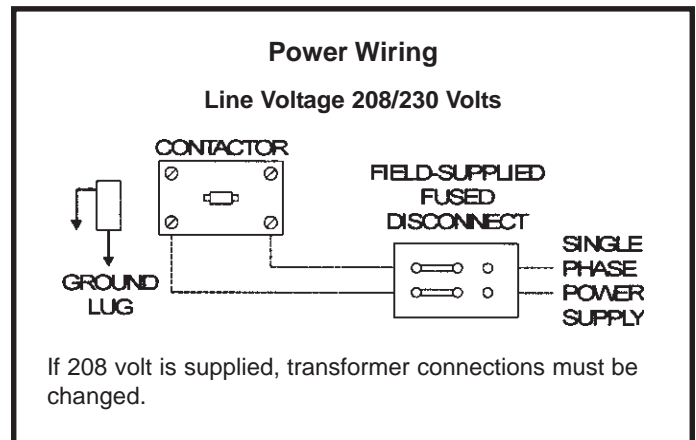 Power Wiring
Line Voltage 208/230 Volts
CONTACTOR
FIELD-SUPPLIED
FUSED
DISCONNECT
SINGLE
PHASE
POWER
SUPPLY
GROUND
LUG
If 208 volt is supplied, transformer connections must be
changed.